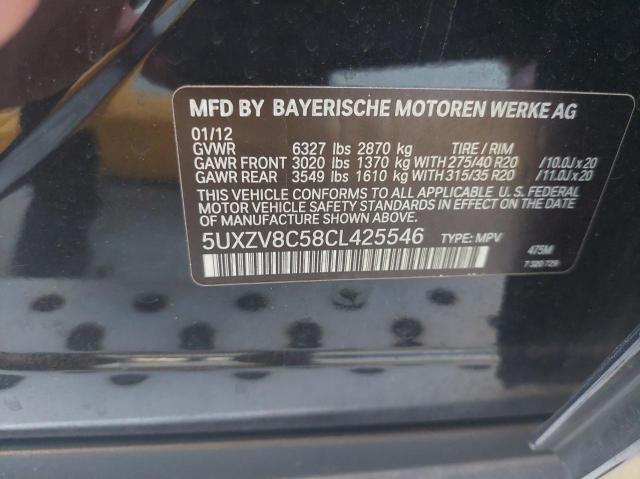 MFD BY BAYERISCHE MOTOREN WERKE AG
01/12
GVWR 6327 lbs 2870 kg TIRE / RIM
GAWR FRONT 3020 lbs 1370 kg WITH 275/40 R20 /10.0J x 20
GAWR REAR 3549 lbs 1610 kg WITH 315/35 R20 /11.0J x 20
THIS VEHICLE CONFORMS TO ALL APPLICABLE U. S. FEDERAL
MOTOR VEHICLE SAFETY STANDARDS IN EFFECT ON THE
DATE OF MANUFACTURE SHOWN ABOVE.
5UXZV8C58CL425546 TYPE: MPV 475M
7 320 729